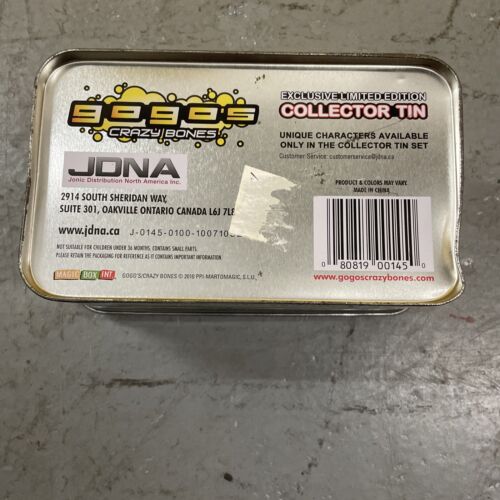 gogo's
CRAZY BONES
EXCLUSIVE LIMITED EDITION
COLLECTOR TIN
UNIQUE CHARACTERS AVAILABLE
ONLY IN THE COLLECTOR TIN SET
Customer Service: customerservice@jdna.ca
JDNA
Jonic Distribution North America Inc.
2914 SOUTH SHERIDAN WAY,
SUITE 301, OAKVILLE ONTARIO CANADA L6J
www.jdna.ca
NOT SUITABLE FOR CHILDREN UNDER 36 MONTHS. CONTAINS SMALL PARTS.
PLEASE RETAIN THE PACKAGING FOR REFERENCE AS IT CONTAINS IMPORTANT INFORMATION.
MAGIC BOX INT
GOGO'S/CRAZY BONES © 2010 PPI-MARTOMAGIC, S.L.U.
PRODUCT & COLORS MAY VARY.
MADE IN CHINA
0 80819 00145 0
www.gogoscrazybones.com